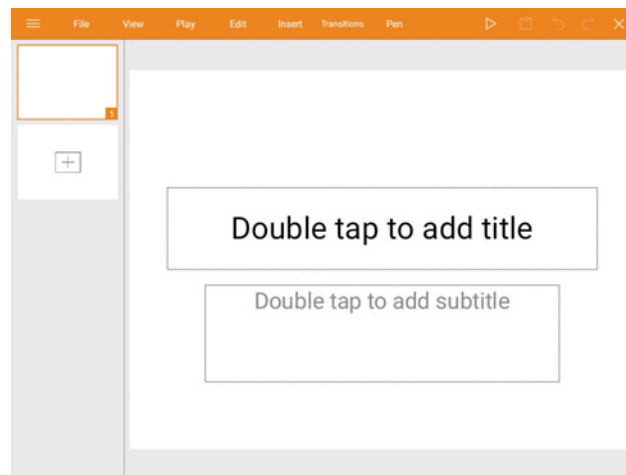 File View Play Edit Insert Transitions Pen
1
Double tap to add title
Double tap to add subtitle